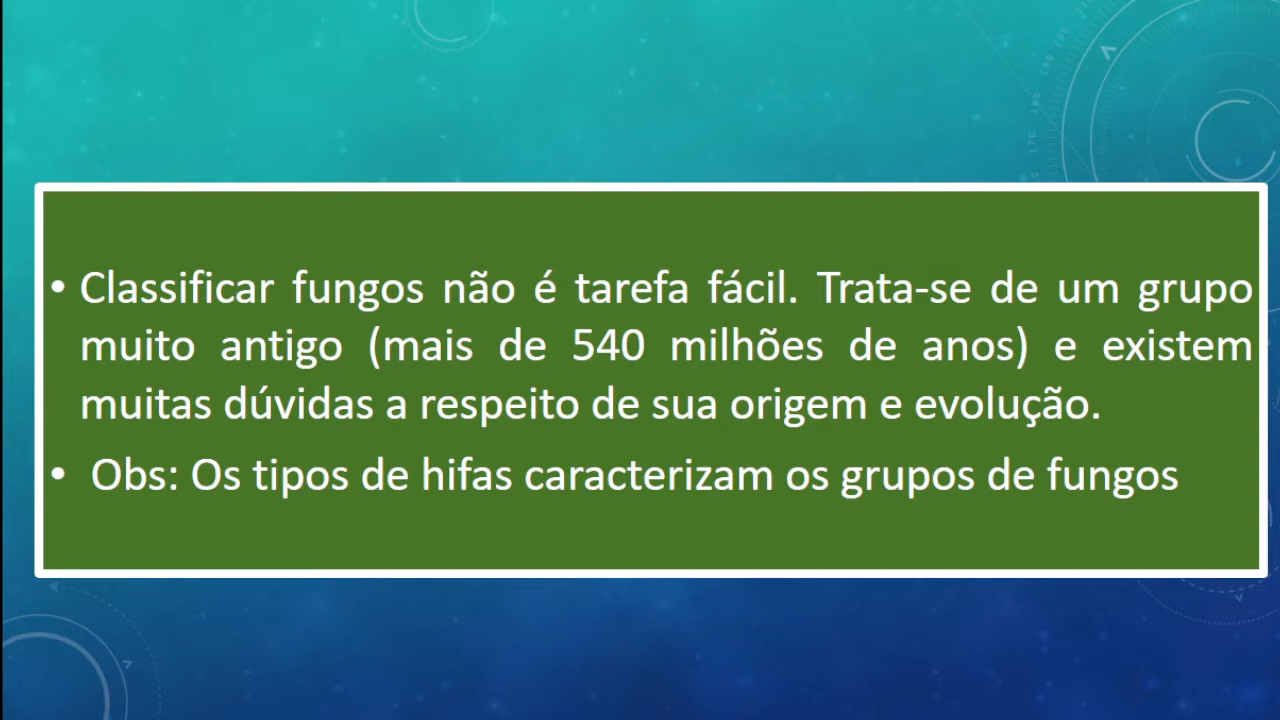 • Classificar fungos não é tarefa fácil. Trata-se de um grupo
muito antigo (mais de 540 milhões de anos) e existem
muitas dúvidas a respeito de sua origem e evolução.
• Obs: Os tipos de hifas caracterizam os grupos de fungos